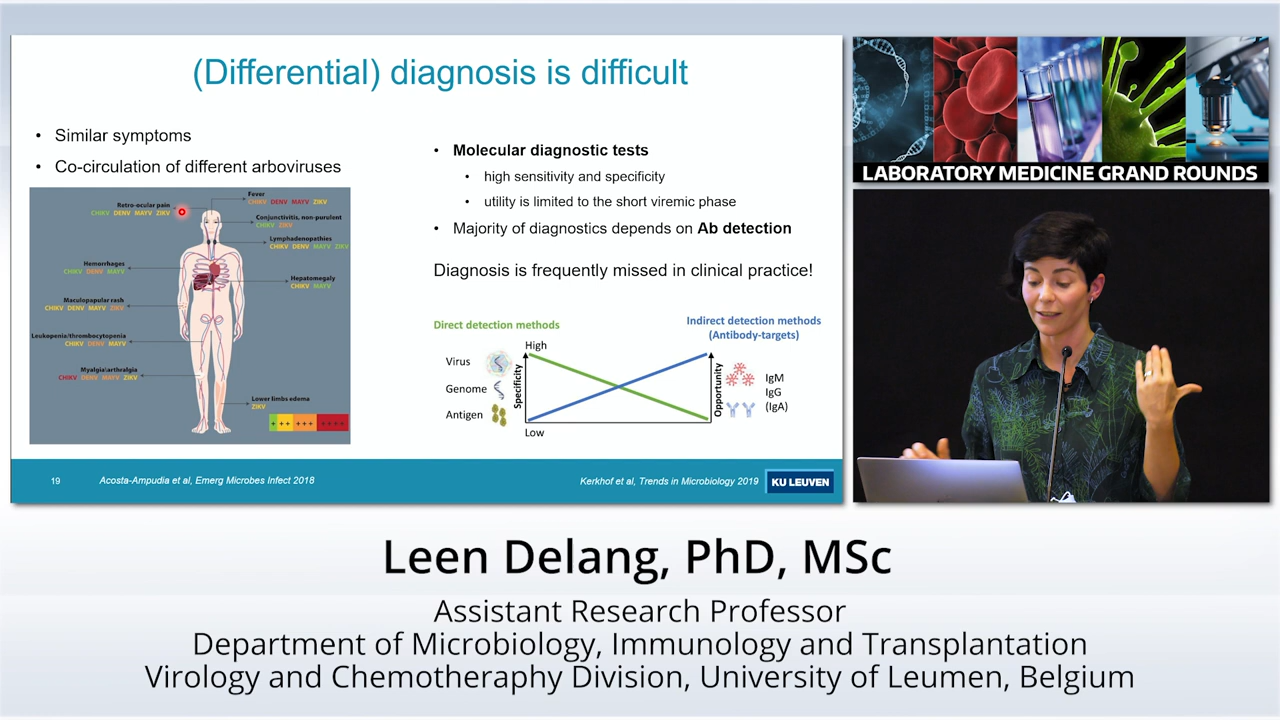 (Differential) diagnosis is difficult
• Similar symptoms
• Co-circulation of different arboviruses
Retro-ocular pain
CHIKV DENV MAYV ZIKV
Hemorrhages
CHIKV DENV MAYV
Maculopapular rash
CHIKV DENV MAYV ZIKV
Leukopenia/thrombocytopenia
CHIKV DENV MAYV
Myalgia\arthralgia
CHIKV DENV MAYV ZIKV
Fever
CHIKV DENV MAYV ZIKV
Conjunctivitis, non-purulent
CHIKV ZIKV
Lymphadenopathies
CHIKV DENV MAYV ZIKV
Hepatomegaly
CHIKV MAYV
Lower limbs edema
ZIKV
+ ++ +++ ++++
• Molecular diagnostic tests
• high sensitivity and specificity
• utility is limited to the short viremic phase
• Majority of diagnostics depends on Ab detection
Diagnosis is frequently missed in clinical practice!
Direct detection methods
Indirect detection methods
(Antibody-targets)
Virus
Genome
Antigen
High
Specificity
Low
Opportunity
IgM
IgG
(IgA)
19
Acosta-Ampudia et al, Emerg Microbes Infect 2018
Kerkhof et al, Trends in Microbiology 2019
KU LEUVEN
LABORATORY MEDICINE GRAND ROUNDS
Leen Delang, PhD, MSc
Assistant Research Professor
Department of Microbiology, Immunology and Transplantation
Virology and Chemotheraphy Division, University of Leumen, Belgium